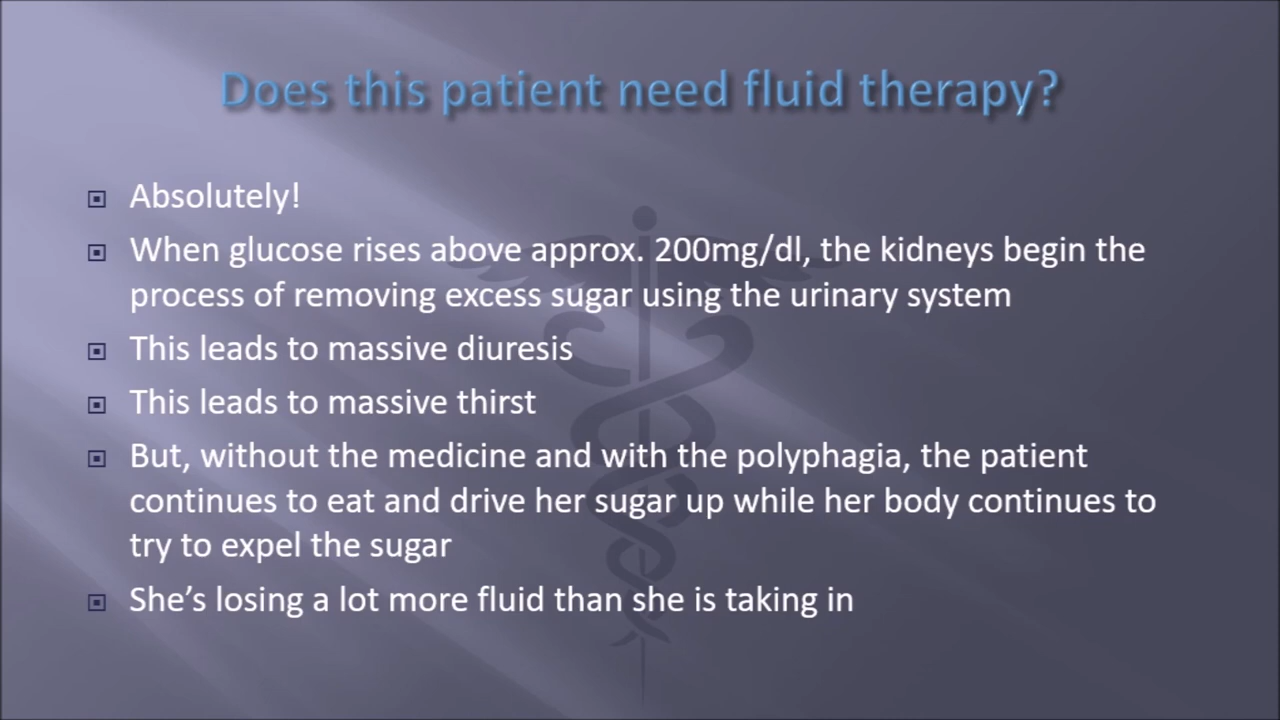 Does this patient need fluid therapy?
Absolutely!
When glucose rises above approx. 200mg/dl, the kidneys begin the
process of removing excess sugar using the urinary system
This leads to massive diuresis
This leads to massive thirst
But, without the medicine and with the polyphagia, the patient
continues to eat and drive her sugar up while her body continues to
try to expel the sugar
She’s losing a lot more fluid than she is taking in